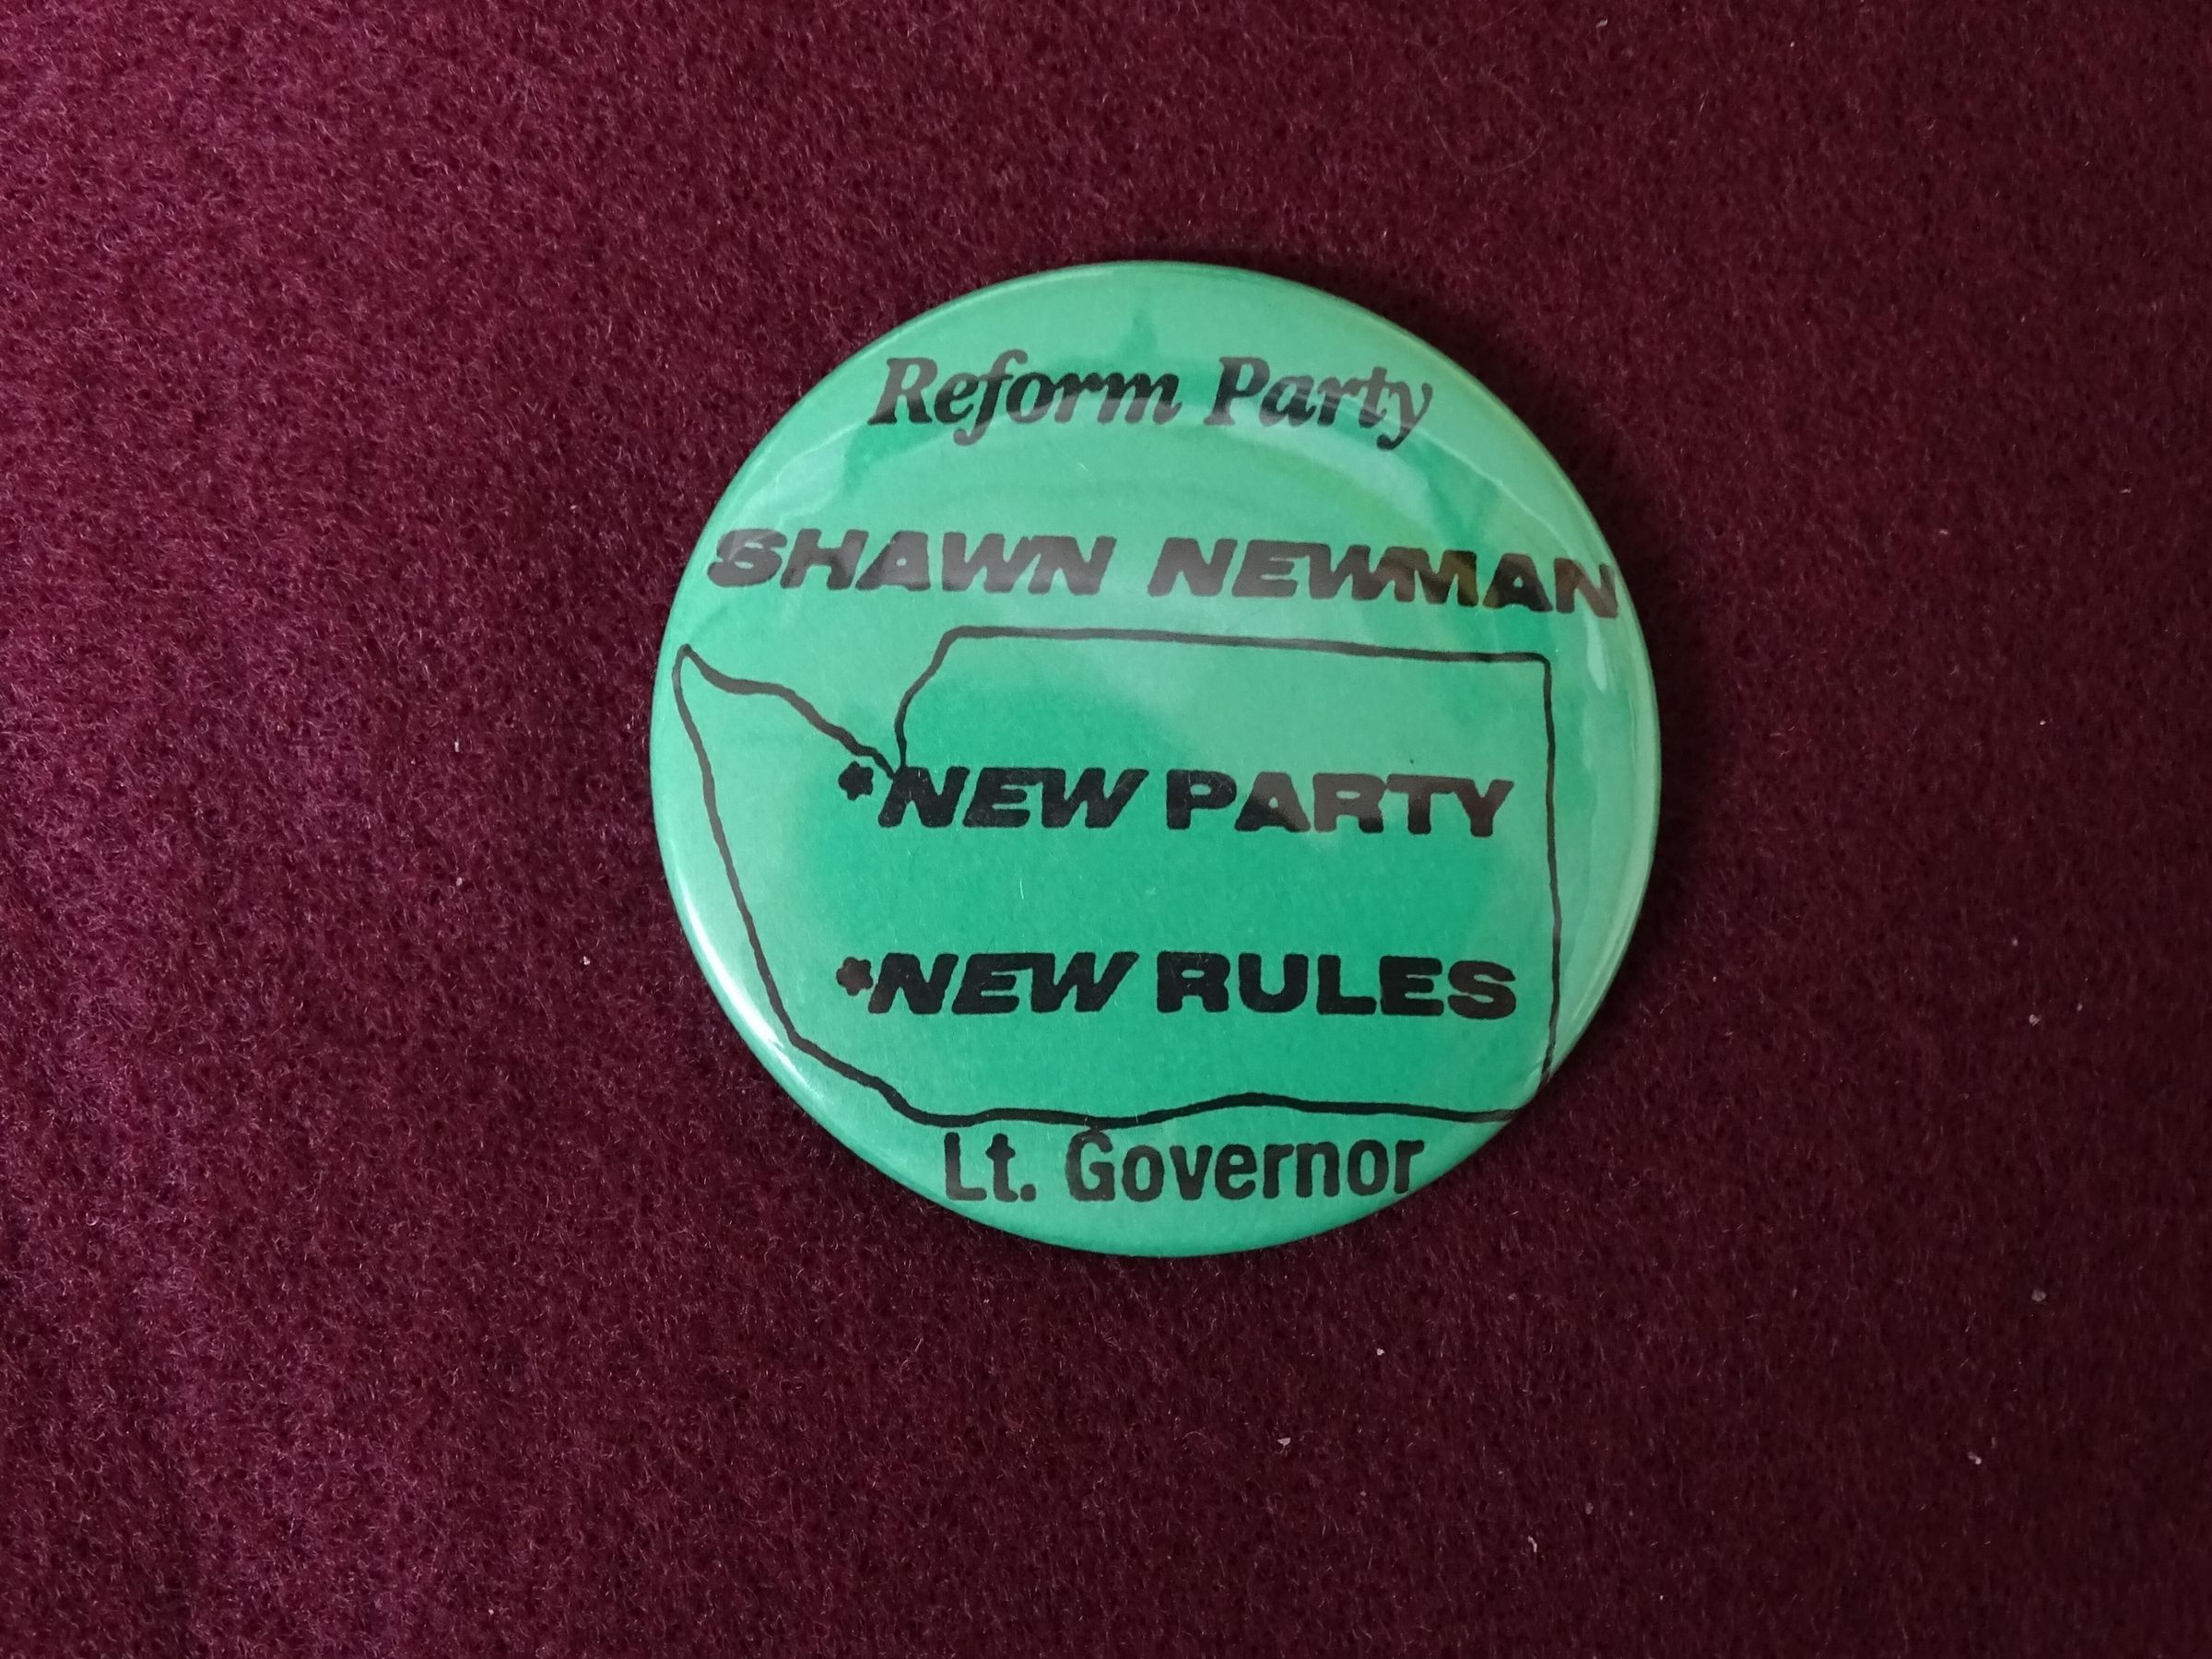 Reform Party
SHAWN NEWMAN
*NEW PARTY
*NEW RULES
Lt. Governor